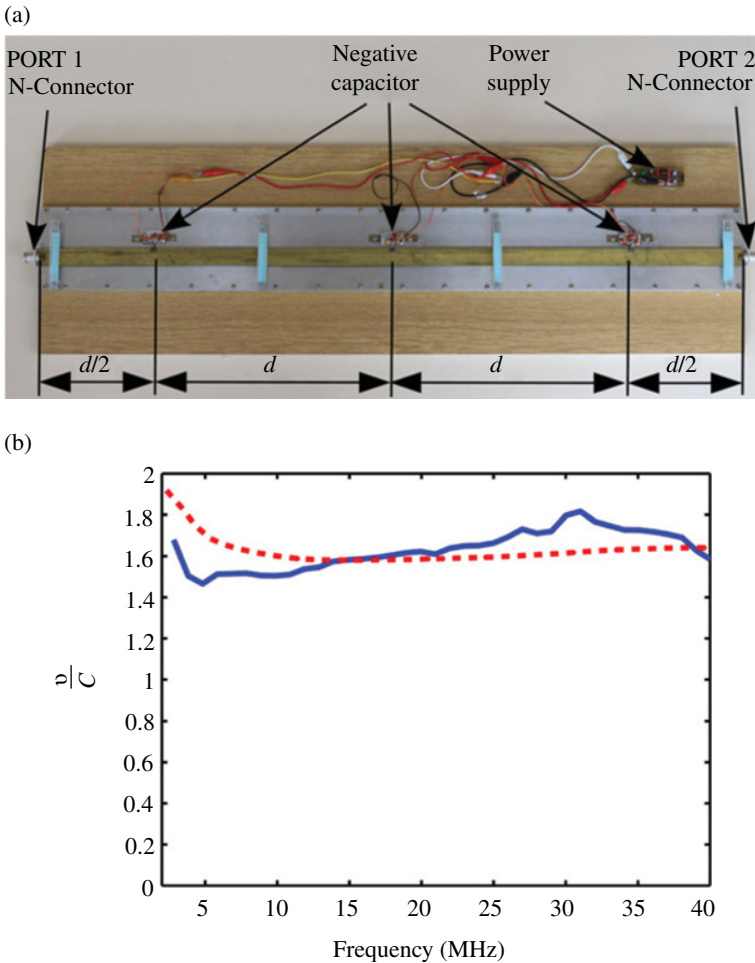 (a)
PORT 1
N-Connector
Negative
capacitor
Power
supply
PORT 2
N-Connector
d/2
d
d
d/2
(b)
2
1.8
1.6
1.4
1.2
1
0.8
0.6
0.4
0.2
0
υ
C
5
10
15
20
25
30
35
40
Frequency (MHz)